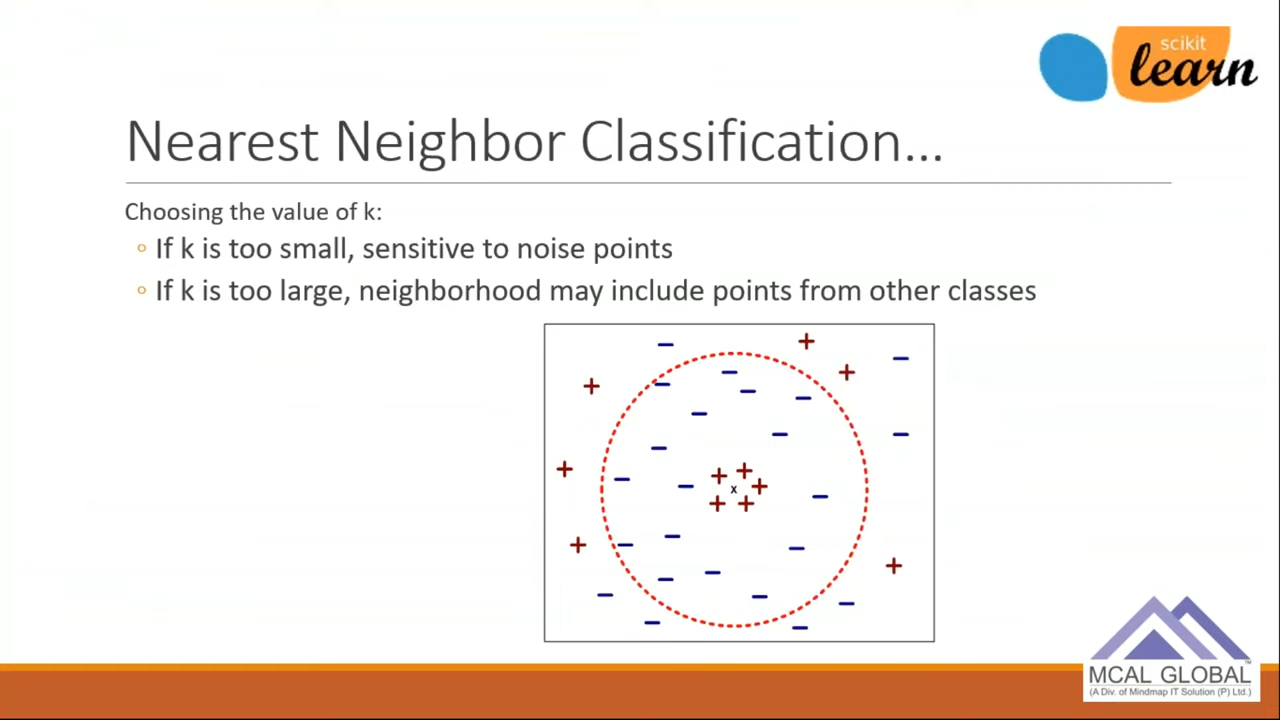 scikit
learn
Nearest Neighbor Classification...
Choosing the value of k:
◦ If k is too small, sensitive to noise points
◦ If k is too large, neighborhood may include points from other classes
x
MCAL GLOBAL™
(A Div. of Mindmap IT Solution (P) Ltd.)